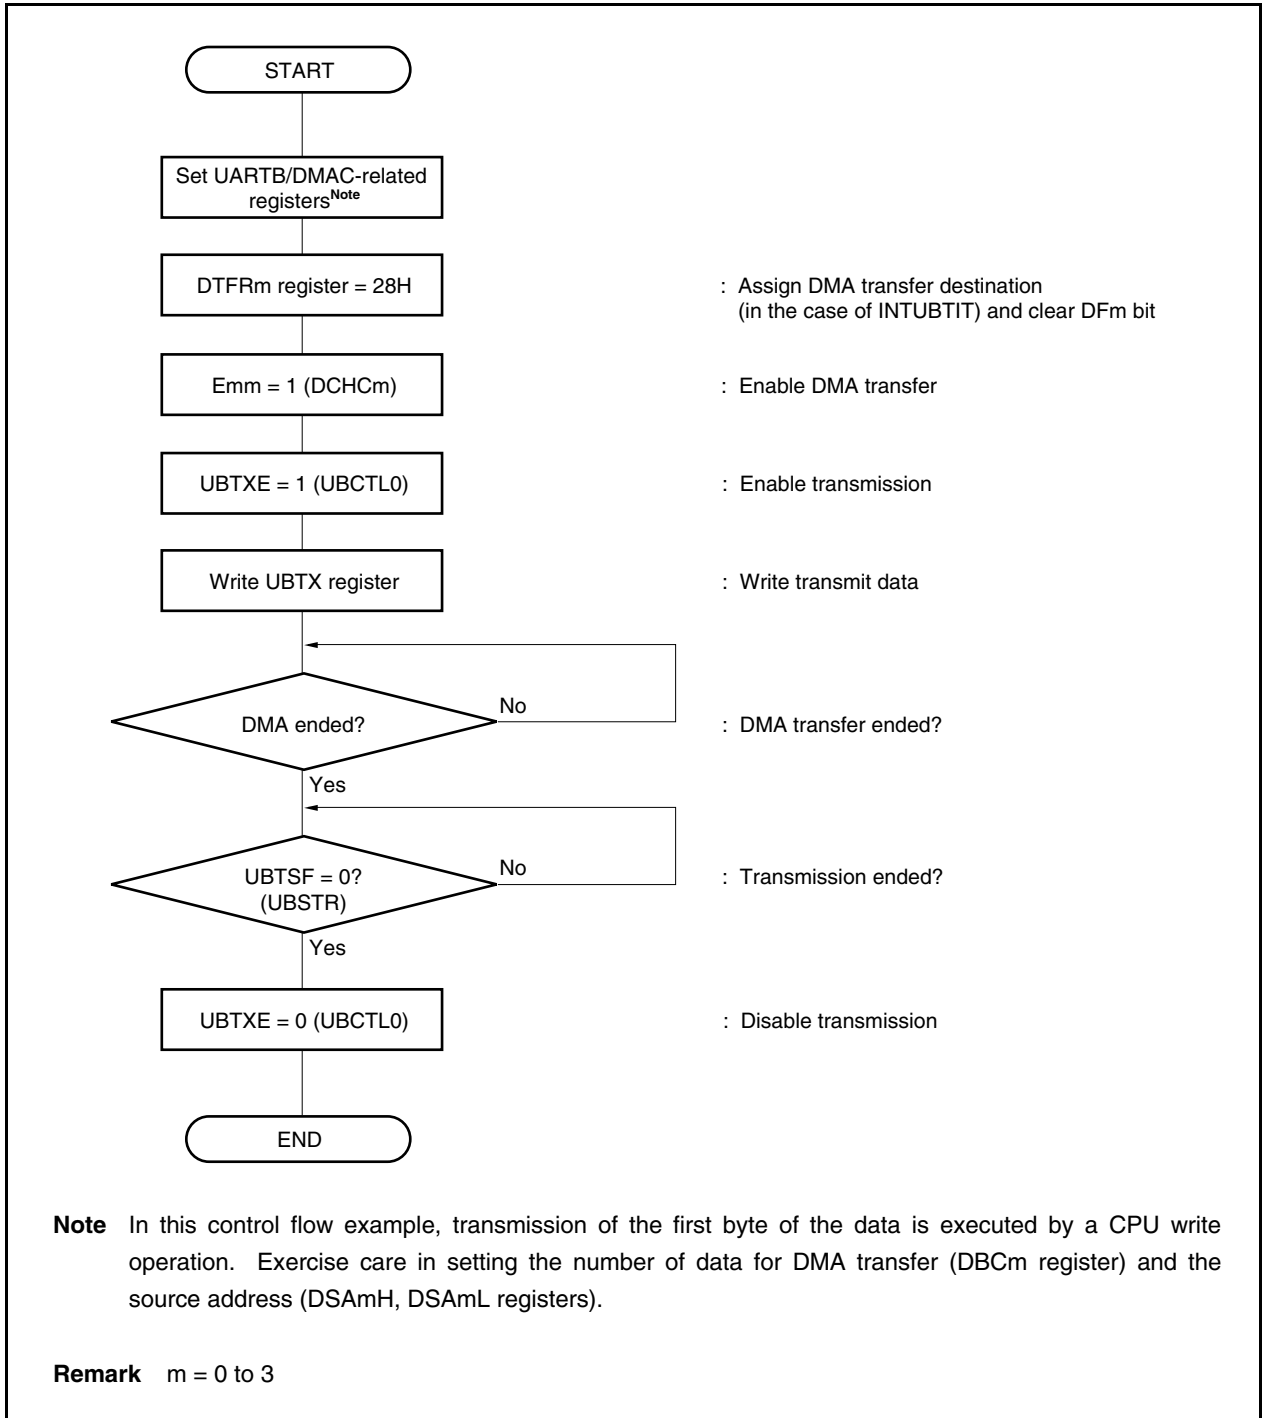 START
Set UARTB/DMAC-related
registersNote
DTFRm register = 28H
: Assign DMA transfer destination
(in the case of INTUBTIT) and clear DFm bit
Emm = 1 (DCHCm)
: Enable DMA transfer
UBTXE = 1 (UBCTL0)
: Enable transmission
Write UBTX register
: Write transmit data
No
DMA ended?
: DMA transfer ended?
Yes
No
UBTSF = 0?
(UBSTR)
: Transmission ended?
Yes
UBTXE = 0 (UBCTL0)
: Disable transmission
END
Note In this control flow example, transmission of the first byte of the data is executed by a CPU write
operation. Exercise care in setting the number of data for DMA transfer (DBCm register) and the
source address (DSAmH, DSAmL registers).
Remark m = 0 to 3